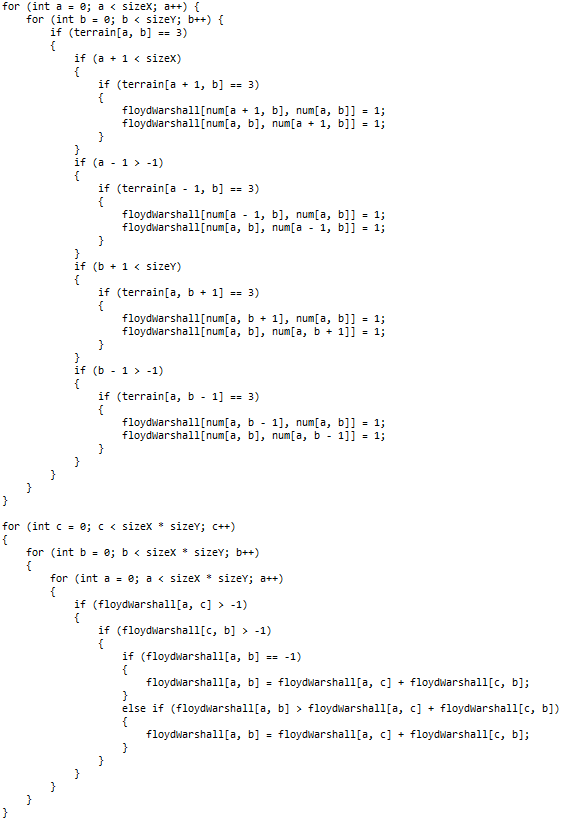 for (int a = 0; a < sizeX; a++) {
    for (int b = 0; b < sizeY; b++) {
        if (terrain[a, b] == 3)
        {
            if (a + 1 < sizeX)
            {
                if (terrain[a + 1, b] == 3)
                {
                    floydWarshall[num[a + 1, b], num[a, b]] = 1;
                    floydWarshall[num[a, b], num[a + 1, b]] = 1;
                }
            }
            if (a - 1 > -1)
            {
                if (terrain[a - 1, b] == 3)
                {
                    floydWarshall[num[a - 1, b], num[a, b]] = 1;
                    floydWarshall[num[a, b], num[a - 1, b]] = 1;
                }
            }
            if (b + 1 < sizeY)
            {
                if (terrain[a, b + 1] == 3)
                {
                    floydWarshall[num[a, b + 1], num[a, b]] = 1;
                    floydWarshall[num[a, b], num[a, b + 1]] = 1;
                }
            }
            if (b - 1 > -1)
            {
                if (terrain[a, b - 1] == 3)
                {
                    floydWarshall[num[a, b - 1], num[a, b]] = 1;
                    floydWarshall[num[a, b], num[a, b - 1]] = 1;
                }
            }
        }
    }
}

for (int c = 0; c < sizeX * sizeY; c++)
{
    for (int b = 0; b < sizeX * sizeY; b++)
    {
        for (int a = 0; a < sizeX * sizeY; a++)
        {
            if (floydWarshall[a, c] > -1)
            {
                if (floydWarshall[c, b] > -1)
                {
                    if (floydWarshall[a, b] == -1)
                    {
                        floydWarshall[a, b] = floydWarshall[a, c] + floydWarshall[c, b];
                    }
                    else if (floydWarshall[a, b] > floydWarshall[a, c] + floydWarshall[c, b])
                    {
                        floydWarshall[a, b] = floydWarshall[a, c] + floydWarshall[c, b];
                    }
                }
            }
        }
    }
}